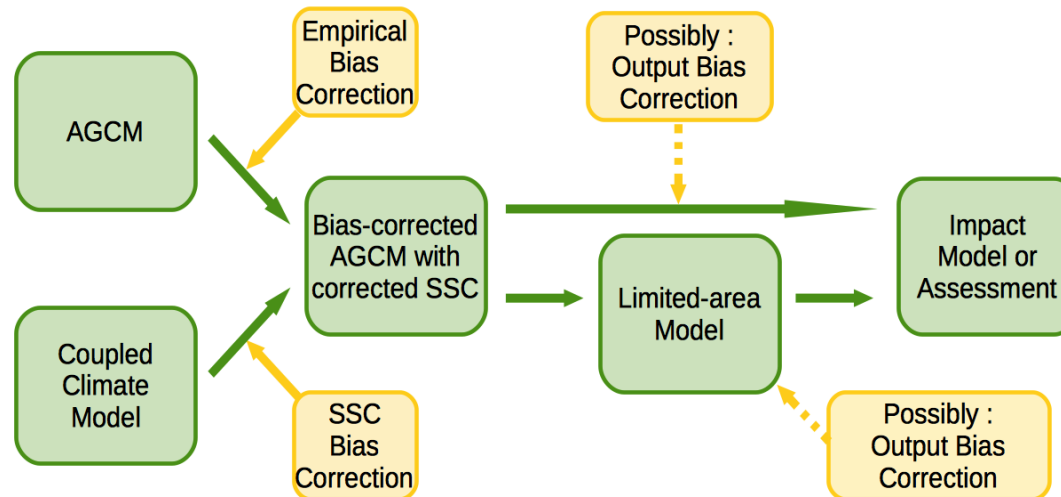 AGCM
Empirical
Bias
Correction
Possibly :
Output Bias
Correction
Bias-corrected
AGCM with
corrected SSC
Limited-area
Model
Impact
Model or
Assessment
Coupled
Climate
Model
SSC
Bias
Correction
Possibly :
Output Bias
Correction